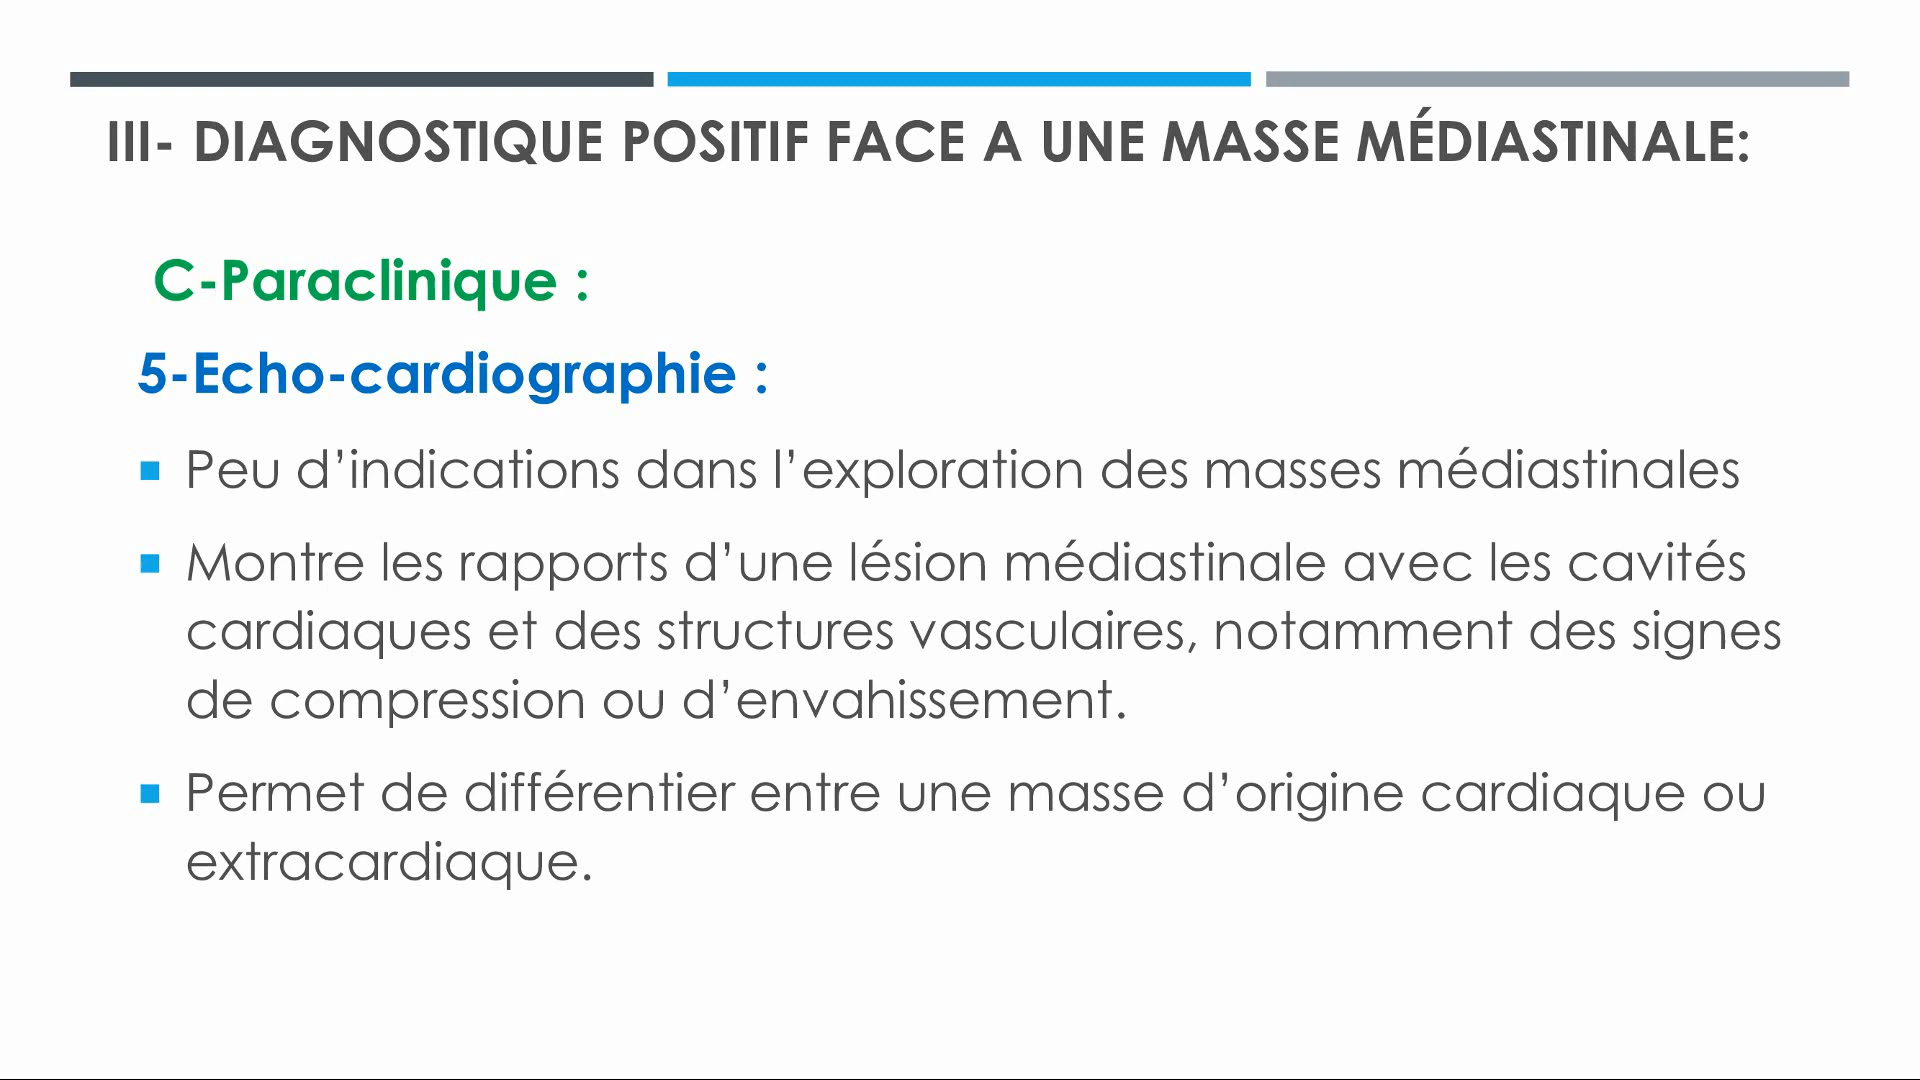 III- DIAGNOSTIQUE POSITIF FACE A UNE MASSE MÉDIASTINALE:
C-Paraclinique :
5-Echo-cardiographie :
Peu d’indications dans l’exploration des masses médiastinales
Montre les rapports d’une lésion médiastinale avec les cavités
cardiaques et des structures vasculaires, notamment des signes
de compression ou d’envahissement.
Permet de différentier entre une masse d’origine cardiaque ou
extracardiaque.